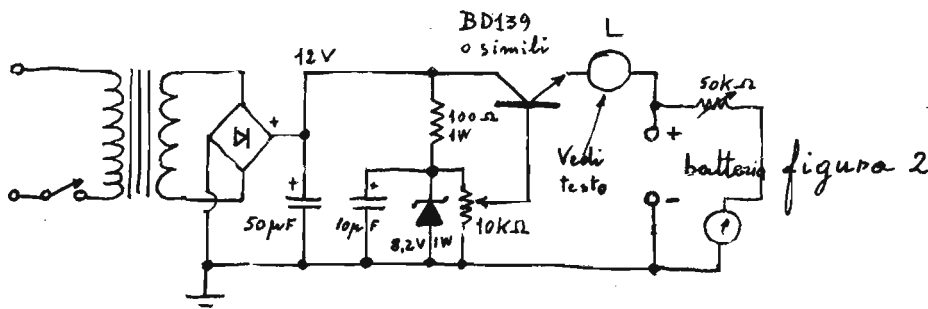 BD139
o simili
L
12V
50kΩ
100Ω
1W
+
+
+
+
Vedi
testo
+
-
batteria
figura 2
50µF
10µF
8,2V 1W
10kΩ